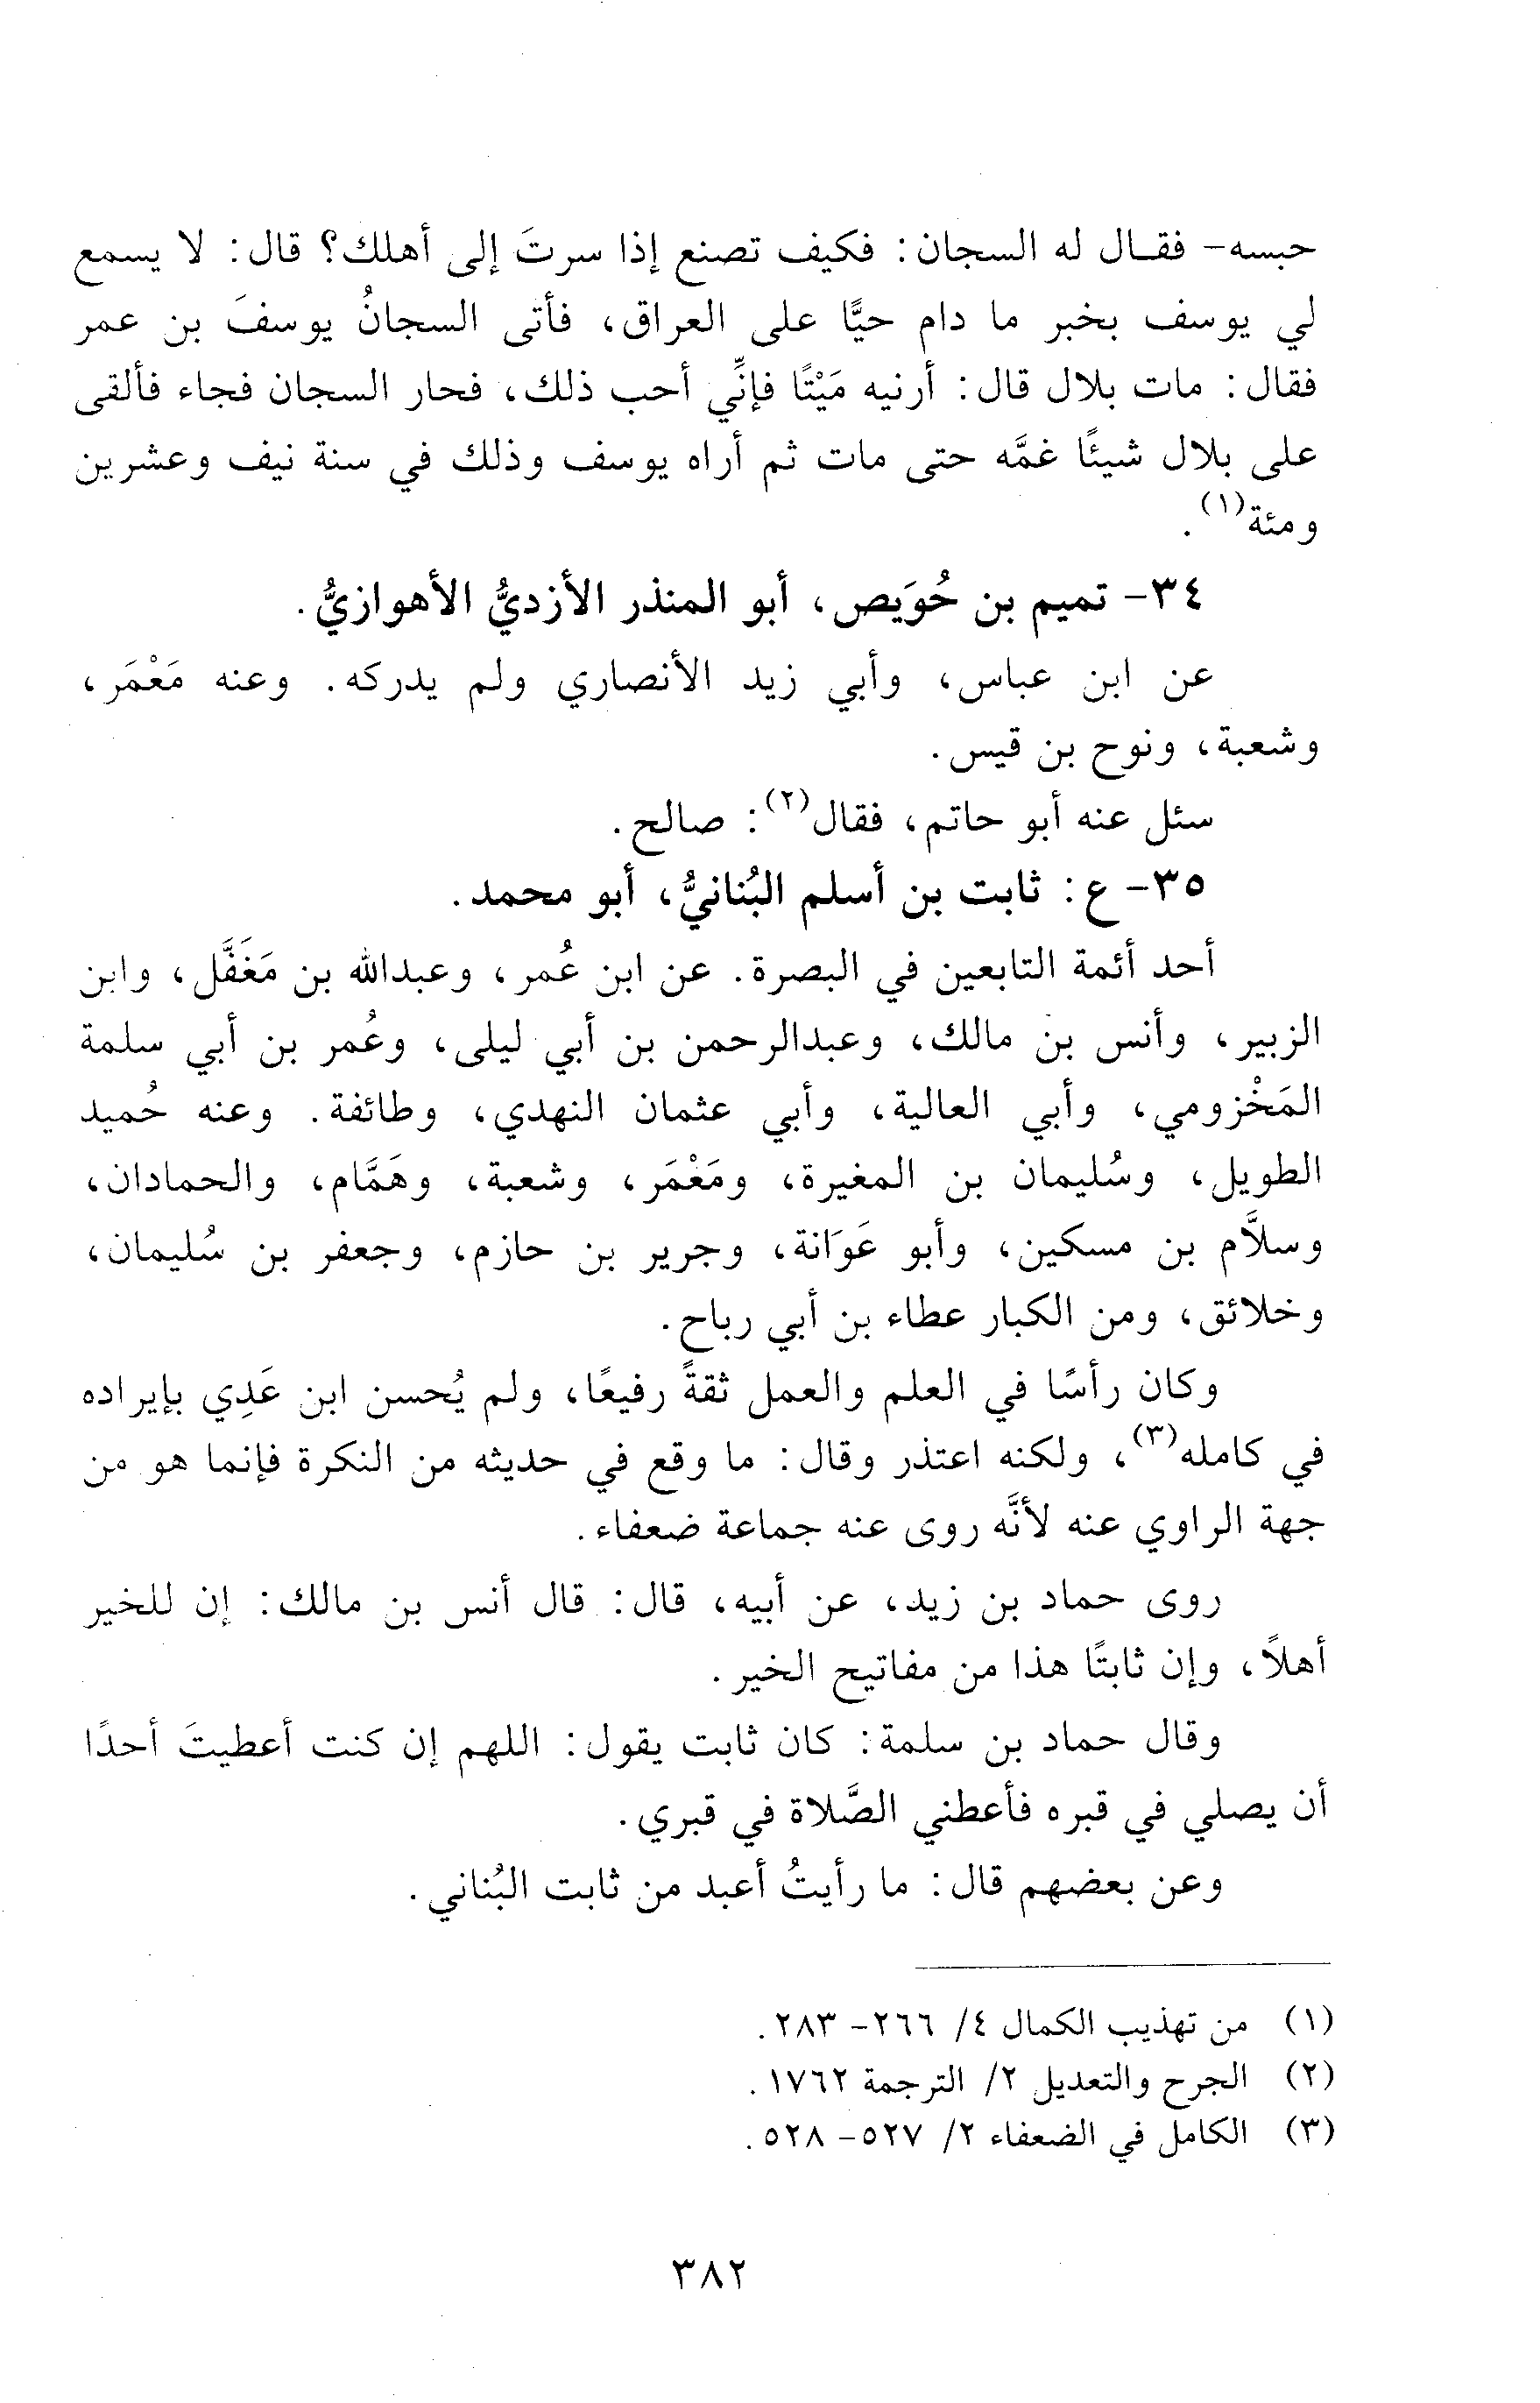 حبسه- فقـال له السجان: فكيف تصنع إذا سرتَ إلى أهلك؟ قال: لا يسمع
لي يوسف بخبر ما دام حيًّا على العراق، فأتى السجانُ يوسفَ بن عمر
فقال: مات بلال قال: أرنيه مَيْتًا فإنِّي أحب ذلك، فحار السجان فجاء فألقى
على بلال شيئًا غمَّه حتى مات ثم أراه يوسف وذلك في سنة نيف وعشرين
ومئة(١).
٣٤- تميم بن حُوَيص، أبو المنذر الأزديُّ الأهوازيُّ.
عن ابن عباس، وأبي زيد الأنصاري ولم يدركه. وعنه مَعْمَر،
وشعبة، ونوح بن قيس.
سئل عنه أبو حاتم، فقال(٢): صالح.
٣٥- ع: ثابت بن أسلم البُنانيُّ، أبو محمد.
أحد أئمة التابعين في البصرة. عن ابن عُمر، وعبدالله بن مَغَفَّل، وابن
الزبير، وأنس بن مالك، وعبدالرحمن بن أبي ليلى، وعُمر بن أبي سلمة
المَخْزومي، وأبي العالية، وأبي عثمان النهدي، وطائفة. وعنه حُميد
الطويل، وسُليمان بن المغيرة، ومَعْمَر، وشعبة، وهَمَّام، والحمادان،
وسلاَّم بن مسكين، وأبو عَوَانة، وجرير بن حازم، وجعفر بن سُليمان،
وخلائق، ومن الكبار عطاء بن أبي رباح.
وكان رأسًا في العلم والعمل ثقةً رفيعًا، ولم يُحسن ابن عَدِي بإيراده
في كامله(٣)، ولكنه اعتذر وقال: ما وقع في حديثه من النكرة فإنما هو من
جهة الراوي عنه لأنَّه روى عنه جماعة ضعفاء.
روى حماد بن زيد، عن أبيه، قال: قال أنس بن مالك: إن للخير
أهلاً، وإن ثابتًا هذا من مفاتيح الخير.
وقال حماد بن سلمة: كان ثابت يقول: اللهم إن كنت أعطيتَ أحدًا
أن يصلي في قبره فأعطني الصَّلاة في قبري.
وعن بعضهم قال: ما رأيتُ أعبد من ثابت البُناني.
(١) من تهذيب الكمال ٤/ ٢٦٦- ٢٨٣.
(٢) الجرح والتعديل ٢/ الترجمة ١٧٦٢.
(٣) الكامل في الضعفاء ٢/ ٥٢٧- ٥٢٨.
٣٨٢